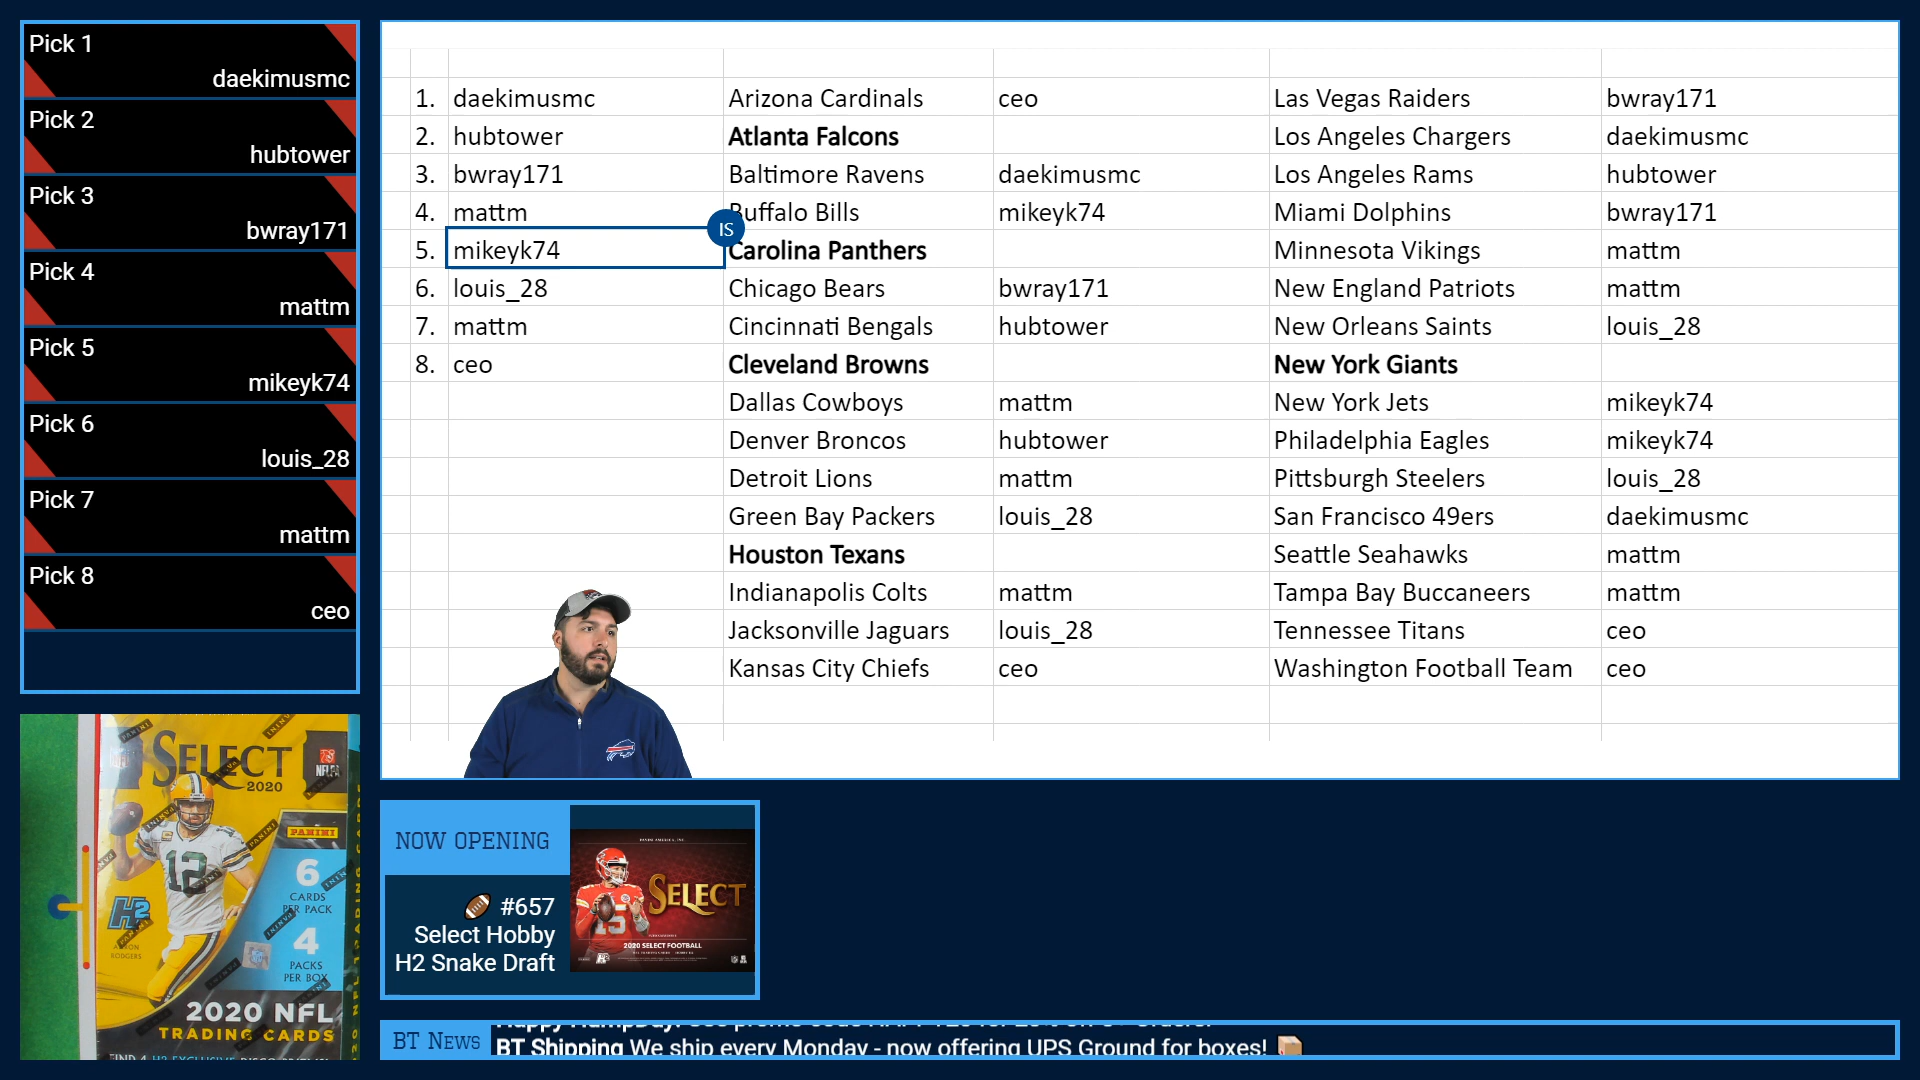 Pick 1
daekimusmc
Pick 2
hubtower
Pick 3
bwray171
Pick 4
mattm
Pick 5
mikeyk74
Pick 6
louis_28
Pick 7
mattm
Pick 8
ceo
1. daekimusmc Arizona Cardinals ceo Las Vegas Raiders bwray171
2. hubtower Atlanta Falcons Los Angeles Chargers daekimusmc
3. bwray171 Baltimore Ravens daekimusmc Los Angeles Rams hubtower
4. mattm Buffalo Bills mikeyk74 Miami Dolphins bwray171
IS
5. mikeyk74 Carolina Panthers Minnesota Vikings mattm
6. louis_28 Chicago Bears bwray171 New England Patriots mattm
7. mattm Cincinnati Bengals hubtower New Orleans Saints louis_28
8. ceo Cleveland Browns New York Giants
Dallas Cowboys mattm New York Jets mikeyk74
Denver Broncos hubtower Philadelphia Eagles mikeyk74
Detroit Lions mattm Pittsburgh Steelers louis_28
Green Bay Packers louis_28 San Francisco 49ers daekimusmc
Houston Texans Seattle Seahawks mattm
Indianapolis Colts mattm Tampa Bay Buccaneers mattm
Jacksonville Jaguars louis_28 Tennessee Titans ceo
Kansas City Chiefs ceo Washington Football Team ceo
SELECT
2020
NFLPA
PANINI
12
6
CARDS
PER PACK
4
PACKS
PER BOX
H2
AARON
RODGERS
2020 NFL
TRADING CARDS
NOW OPENING
#657
Select Hobby
H2 Snake Draft
SELECT
15
2020 SELECT FOOTBALL
BT News
BT Shipping We ship every Monday - now offering UPS Ground for boxes!